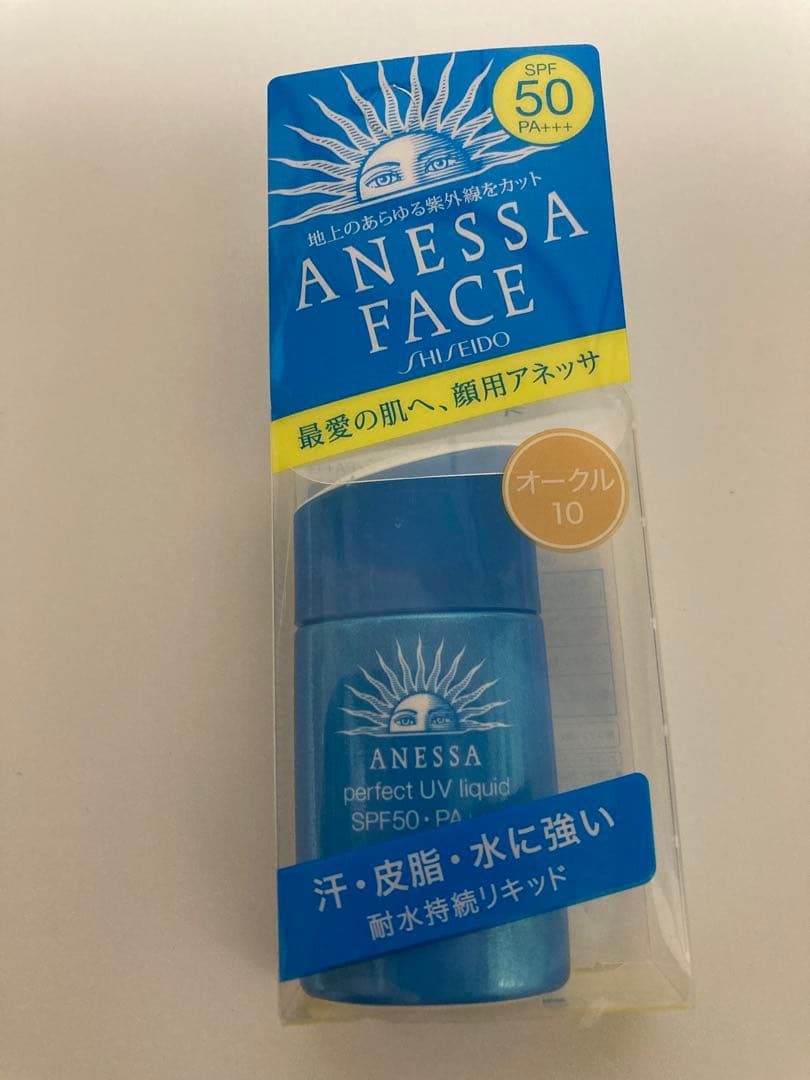 SPF
50
PA+++
地上のあらゆる紫外線をカット
ANESSA
FACE
SHISEIDO
最愛の肌へ、顔用アネッサ
オークル
10
ANESSA
perfect UV liquid
SPF50・PA
汗・皮脂・水に強い
耐水持続リキッド